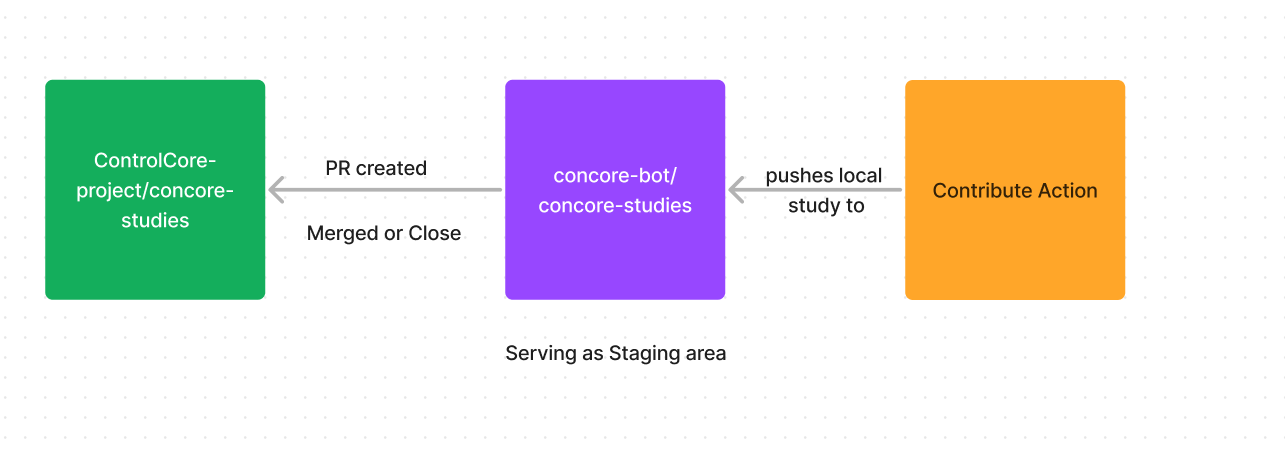 ControlCore-
project/concore-
studies
PR created
Merged or Close
concore-bot/
concore-studies
pushes local
study to
Contribute Action
Serving as Staging area